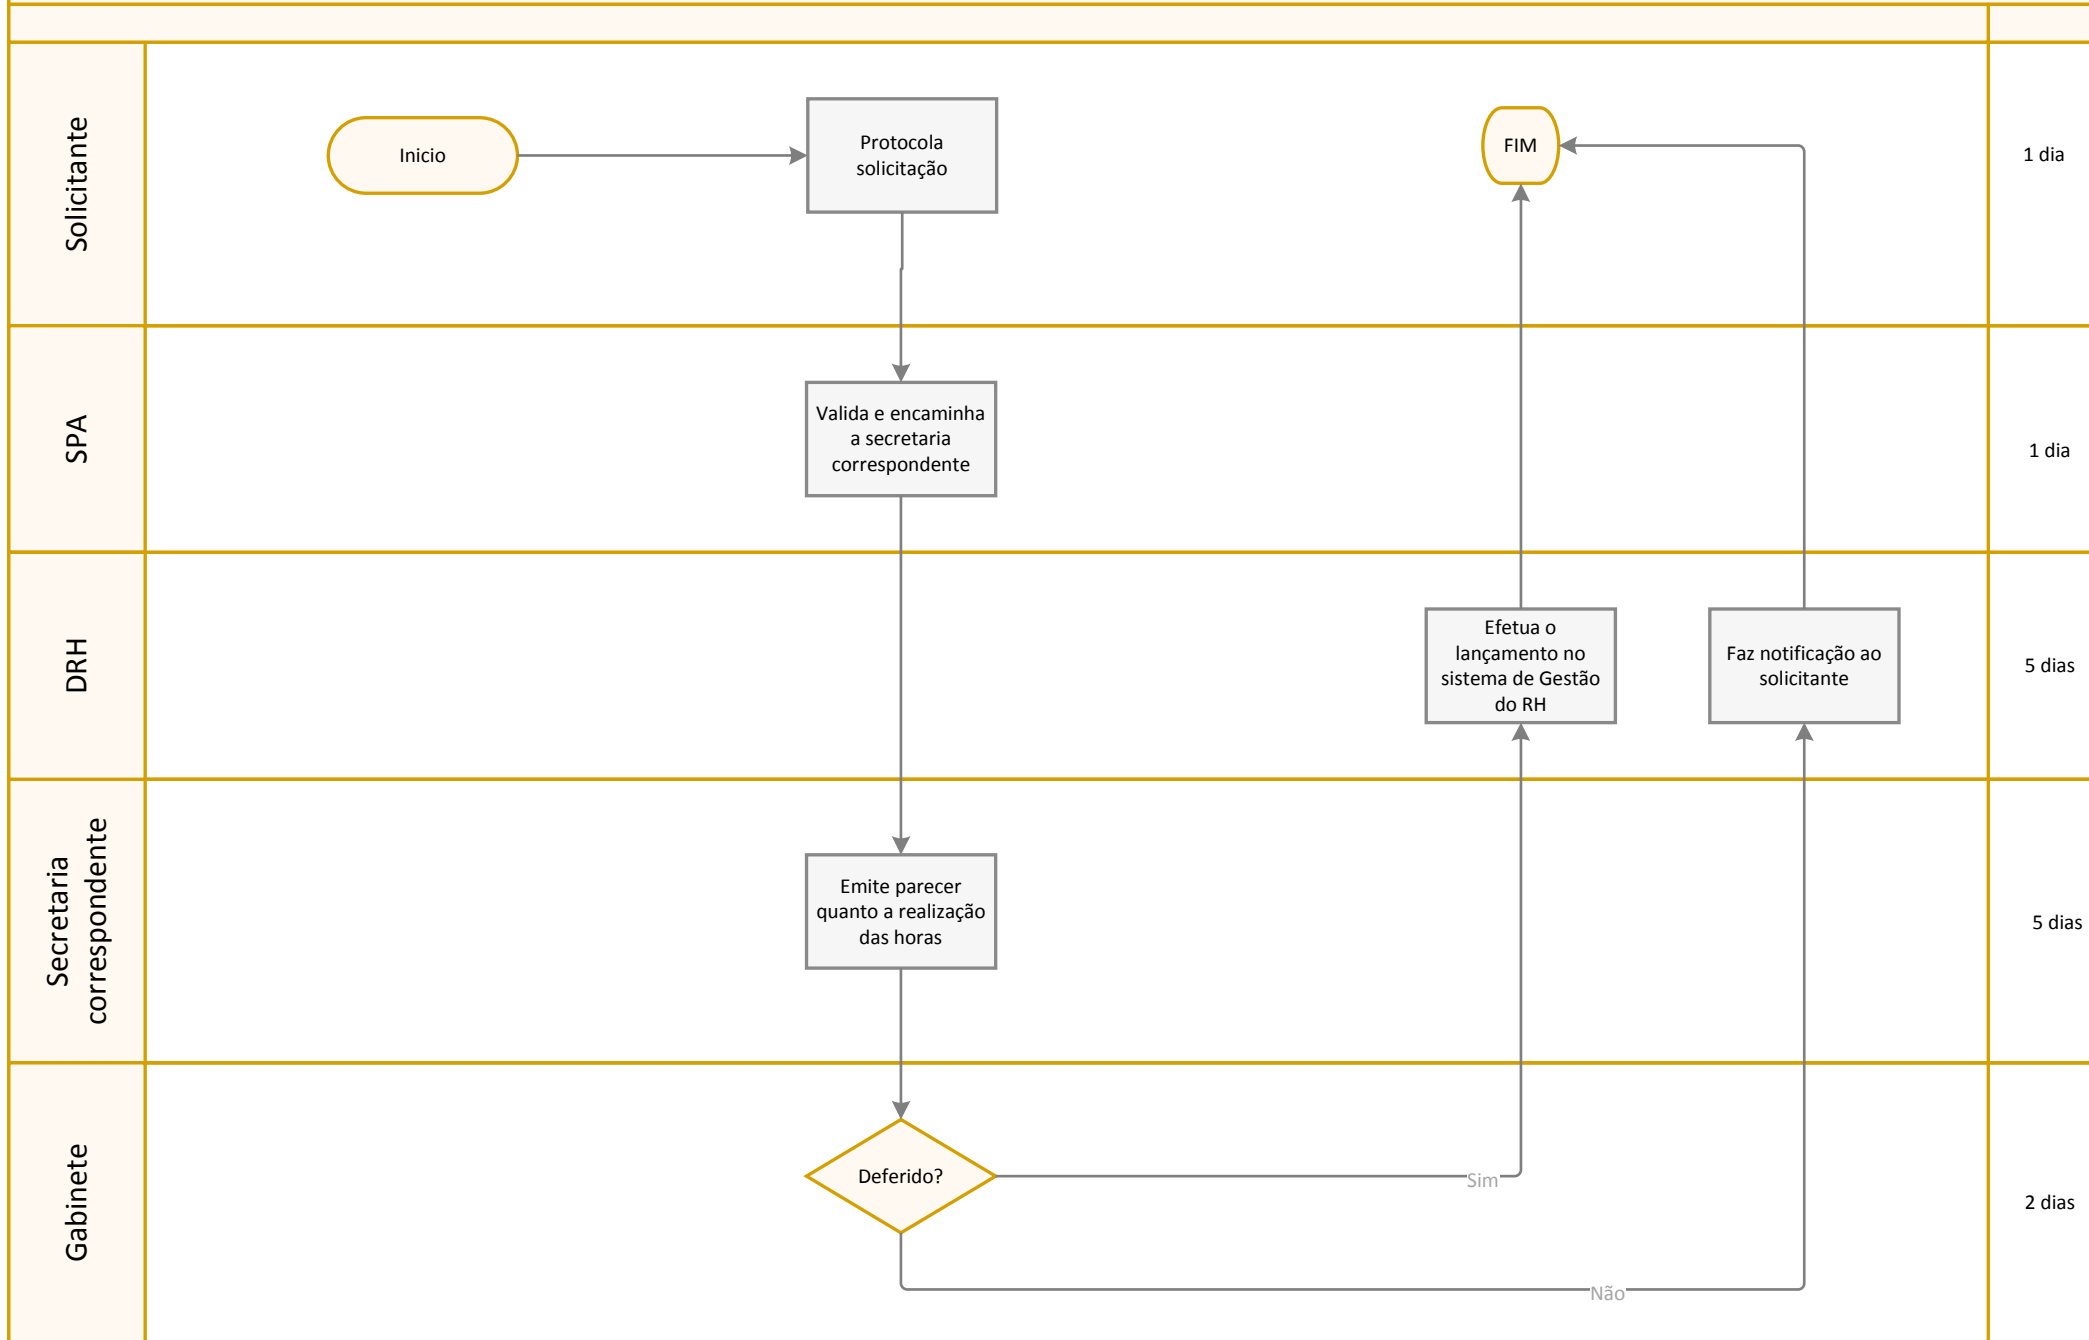 Solicitante
Inicio
Protocola
solicitação
FIM
1 dia
SPA
Valida e encaminha
a secretaria
correspondente
1 dia
DRH
Efetua o
lançamento no
sistema de Gestão
do RH
Faz notificação ao
solicitante
5 dias
Secretaria
correspondente
Emite parecer
quanto a realização
das horas
5 dias
Gabinete
Deferido?
Sim
Não
2 dias